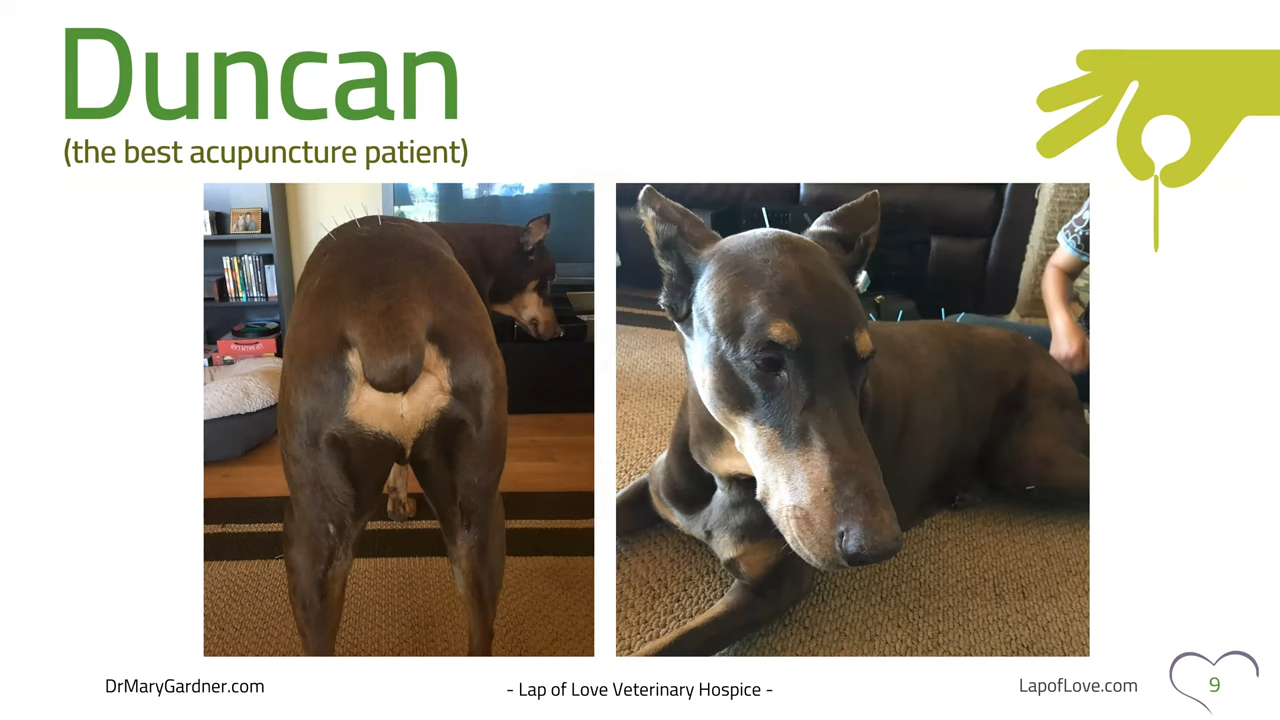 Duncan
(the best acupuncture patient)
DrMaryGardner.com
- Lap of Love Veterinary Hospice -
LapofLove.com
9